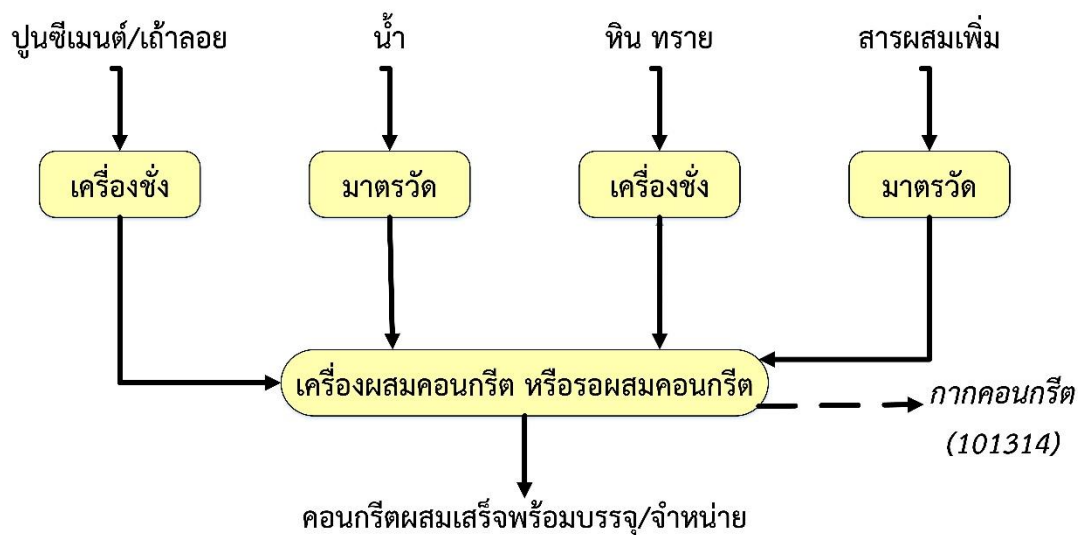 ปูนซีเมนต์/เถ้าลอย
น้ำ
หิน ทราย
สารผสมเพิ่ม
เครื่องชั่ง
มาตรวัด
เครื่องชั่ง
มาตรวัด
เครื่องผสมคอนกรีต หรือรอผสมคอนกรีต
กากคอนกรีต
(101314)
คอนกรีตผสมเสร็จพร้อมบรรจุ/จำหน่าย